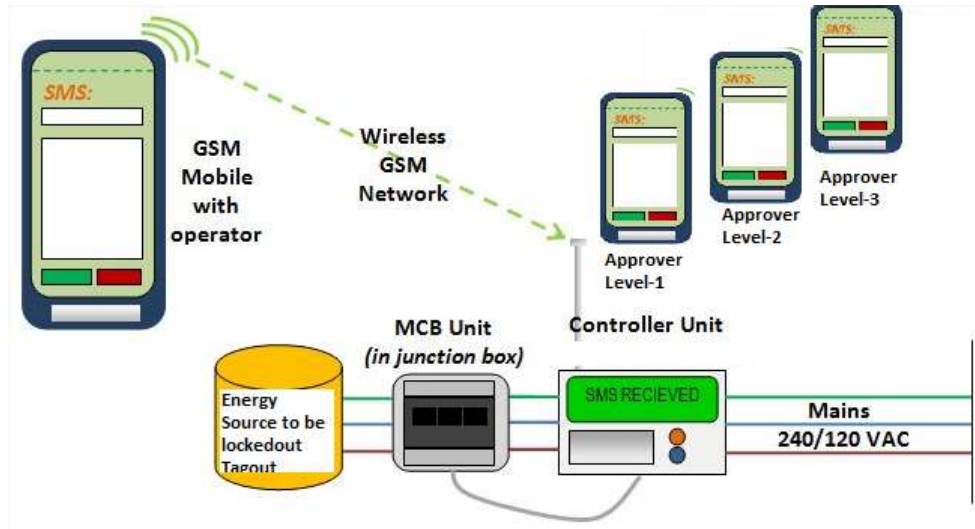 SMS:
GSM
Mobile
with
operator
Wireless
GSM
Network
SMS:
Approver
Level-1
SMS:
Approver
Level-2
SMS:
Approver
Level-3
MCB Unit
(in junction box)
Controller Unit
Energy
Source to be
lockedout
Tagout
SMS RECIEVED
Mains
240/120 VAC